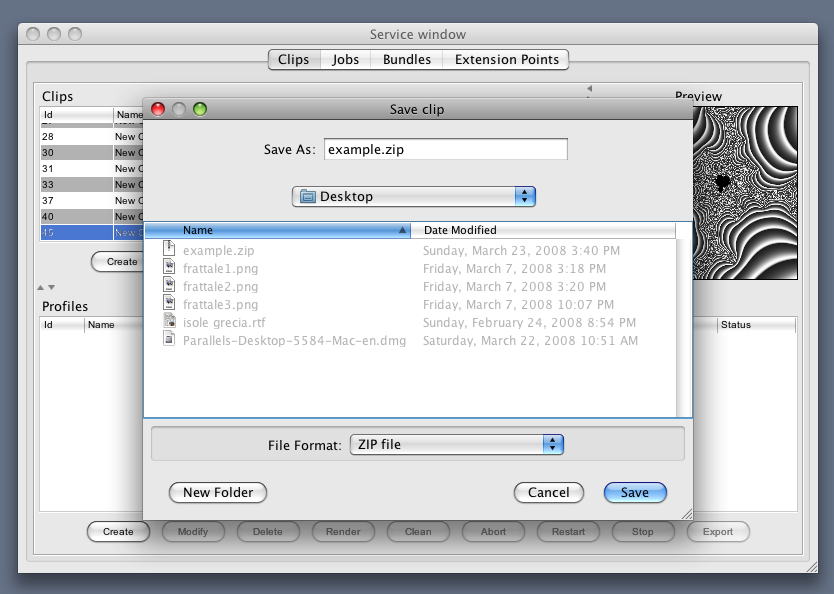 Service window
Clips Jobs Bundles Extension Points
Clips
Preview
Id Name
28 New
30 New
31 New
33 New
37 New
40 New
45 New
Create
Profiles
Id Name Status
Save clip
Save As: example.zip
Desktop
Name Date Modified
example.zip Sunday, March 23, 2008 3:40 PM
frattale1.png Friday, March 7, 2008 3:18 PM
frattale2.png Friday, March 7, 2008 3:20 PM
frattale3.png Friday, March 7, 2008 10:07 PM
isole grecia.rtf Sunday, February 24, 2008 8:54 PM
Parallels-Desktop-5584-Mac-en.dmg Saturday, March 22, 2008 10:51 AM
File Format: ZIP file
New Folder Cancel Save
Create Modify Delete Render Clean Abort Restart Stop Export